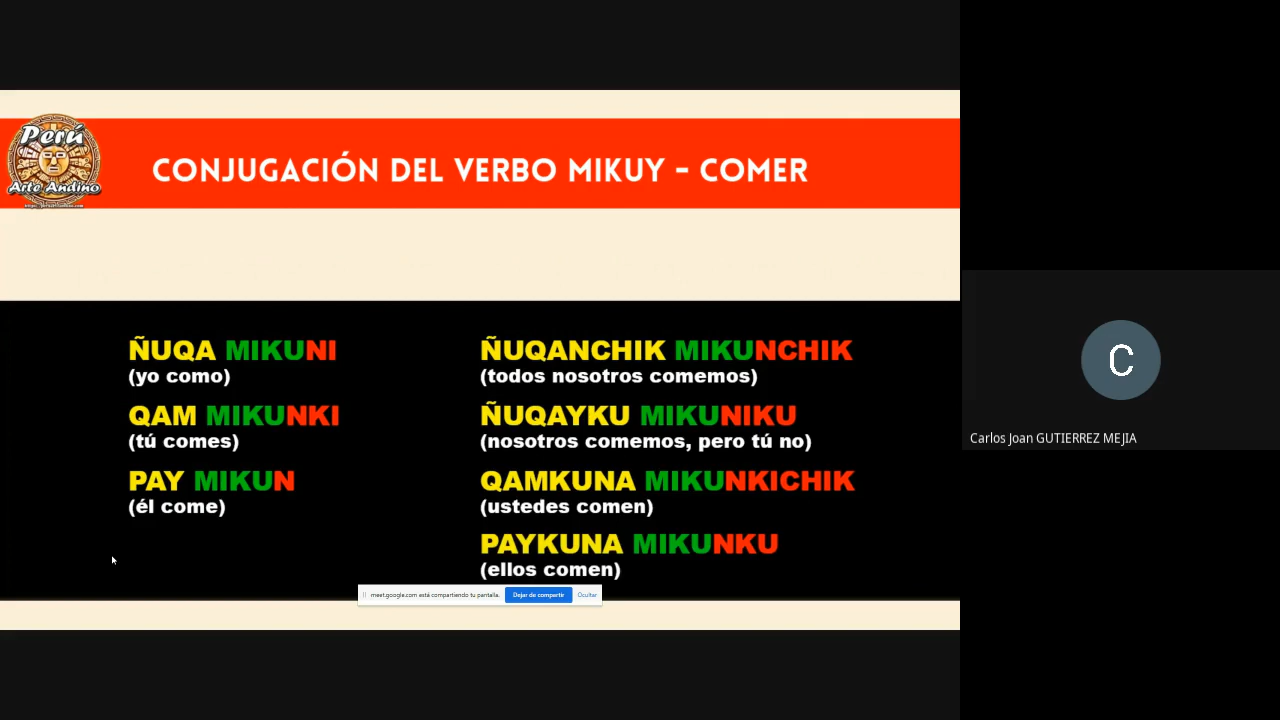 Perú
Arte Andino
CONJUGACIÓN DEL VERBO MIKUY - COMER
ÑUQA MIKUNI
(yo como)
QAM MIKUNKI
(tú comes)
PAY MIKUN
(él come)
ÑUQANCHIK MIKUNCHIK
(todos nosotros comemos)
ÑUQAYKU MIKUNIKU
(nosotros comemos, pero tú no)
QAMKUNA MIKUNKICHIK
(ustedes comen)
PAYKUNA MIKUNKU
(ellos comen)
meet.google.com está compartiendo tu pantalla. Dejar de compartir Ocultar
C
Carlos Joan GUTIERREZ MEJIA